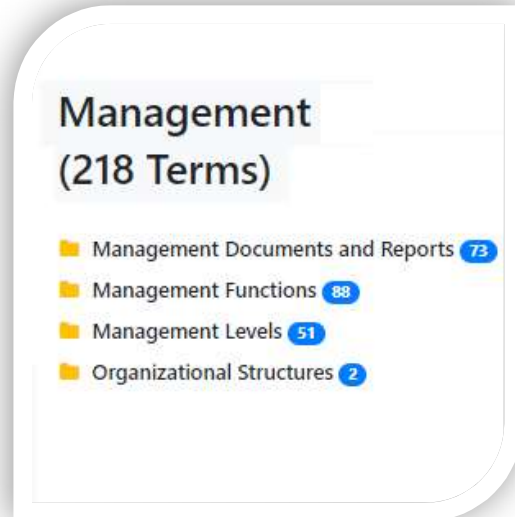 Management
(218 Terms)
Management Documents and Reports 73
Management Functions 88
Management Levels 51
Organizational Structures 2